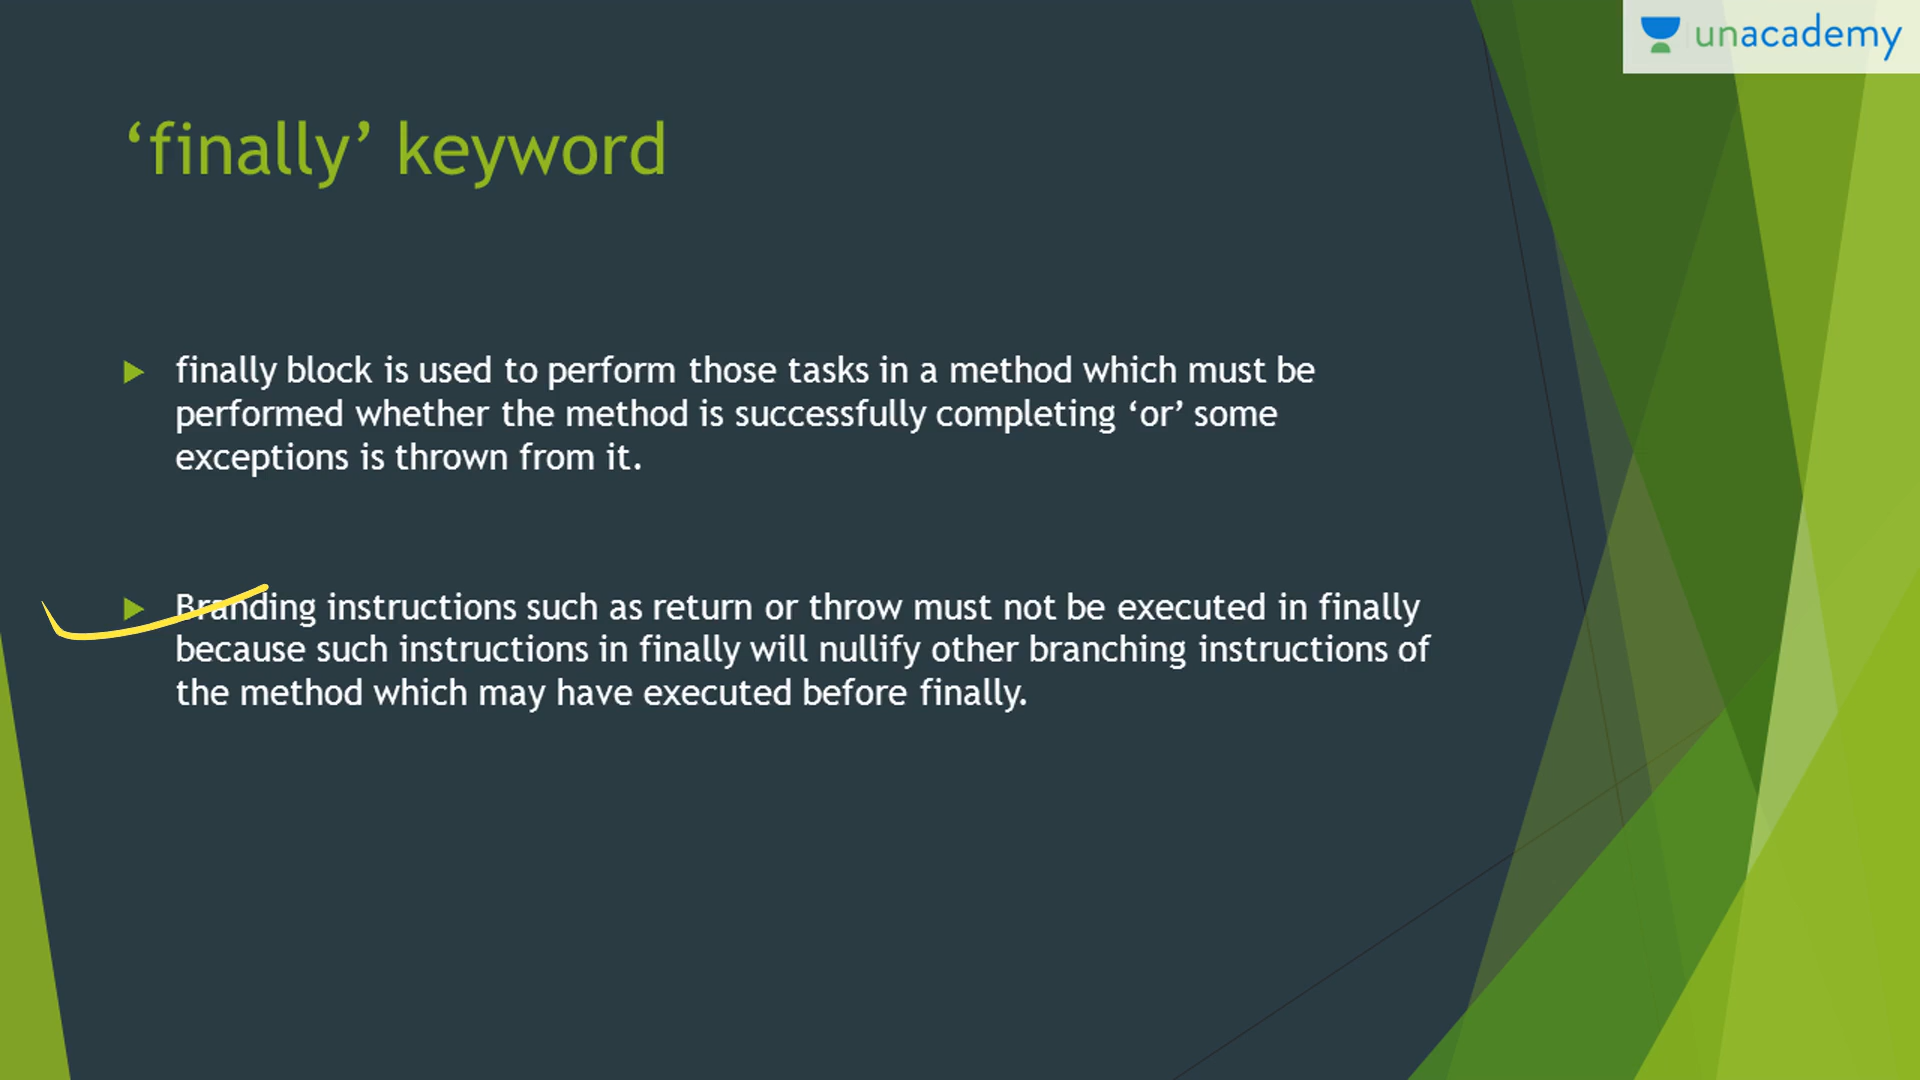 unacademy
‘finally’ keyword
finally block is used to perform those tasks in a method which must be
performed whether the method is successfully completing ‘or’ some
exceptions is thrown from it.
Branding instructions such as return or throw must not be executed in finally
because such instructions in finally will nullify other branching instructions of
the method which may have executed before finally.